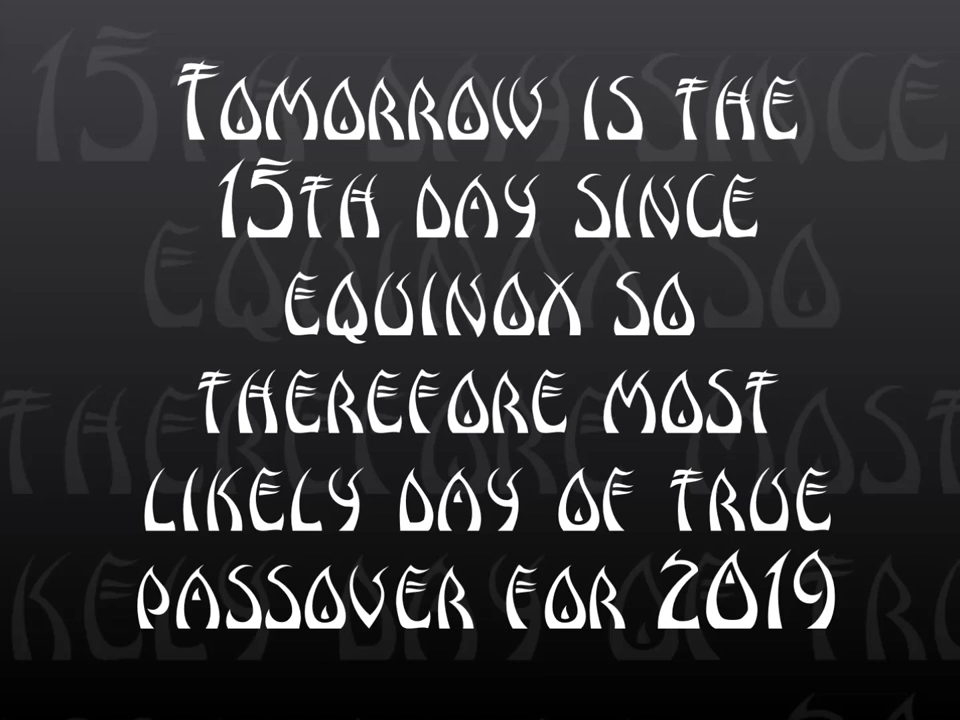 Tomorrow is the
15th day since
equinox so
therefore most
likely day of true
passover for 2019